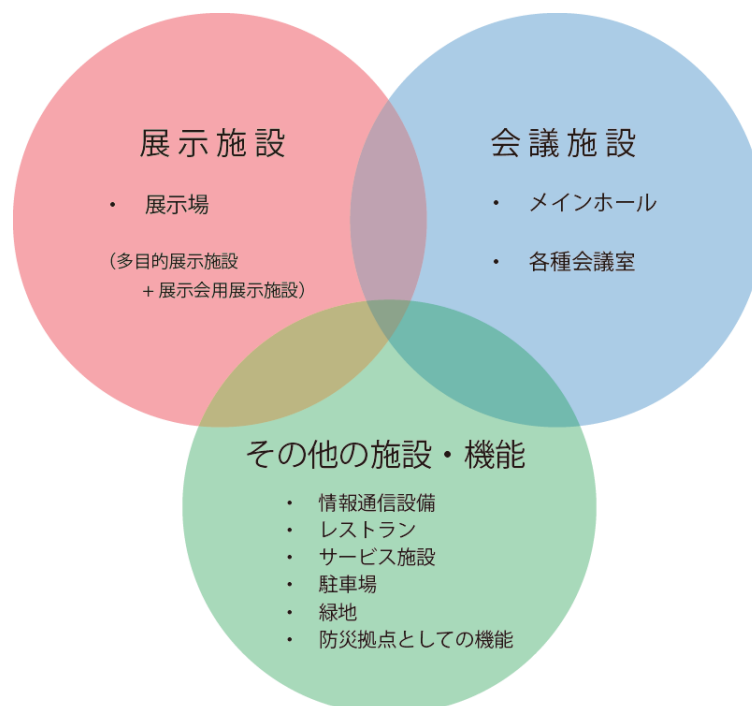 展示施設
・ 展示場
（多目的展示施設
＋展示会用展示施設）
会議施設
・ メインホール
・ 各種会議室
その他の施設・機能
・ 情報通信設備
・ レストラン
・ サービス施設
・ 駐車場
・ 緑地
・ 防災拠点としての機能